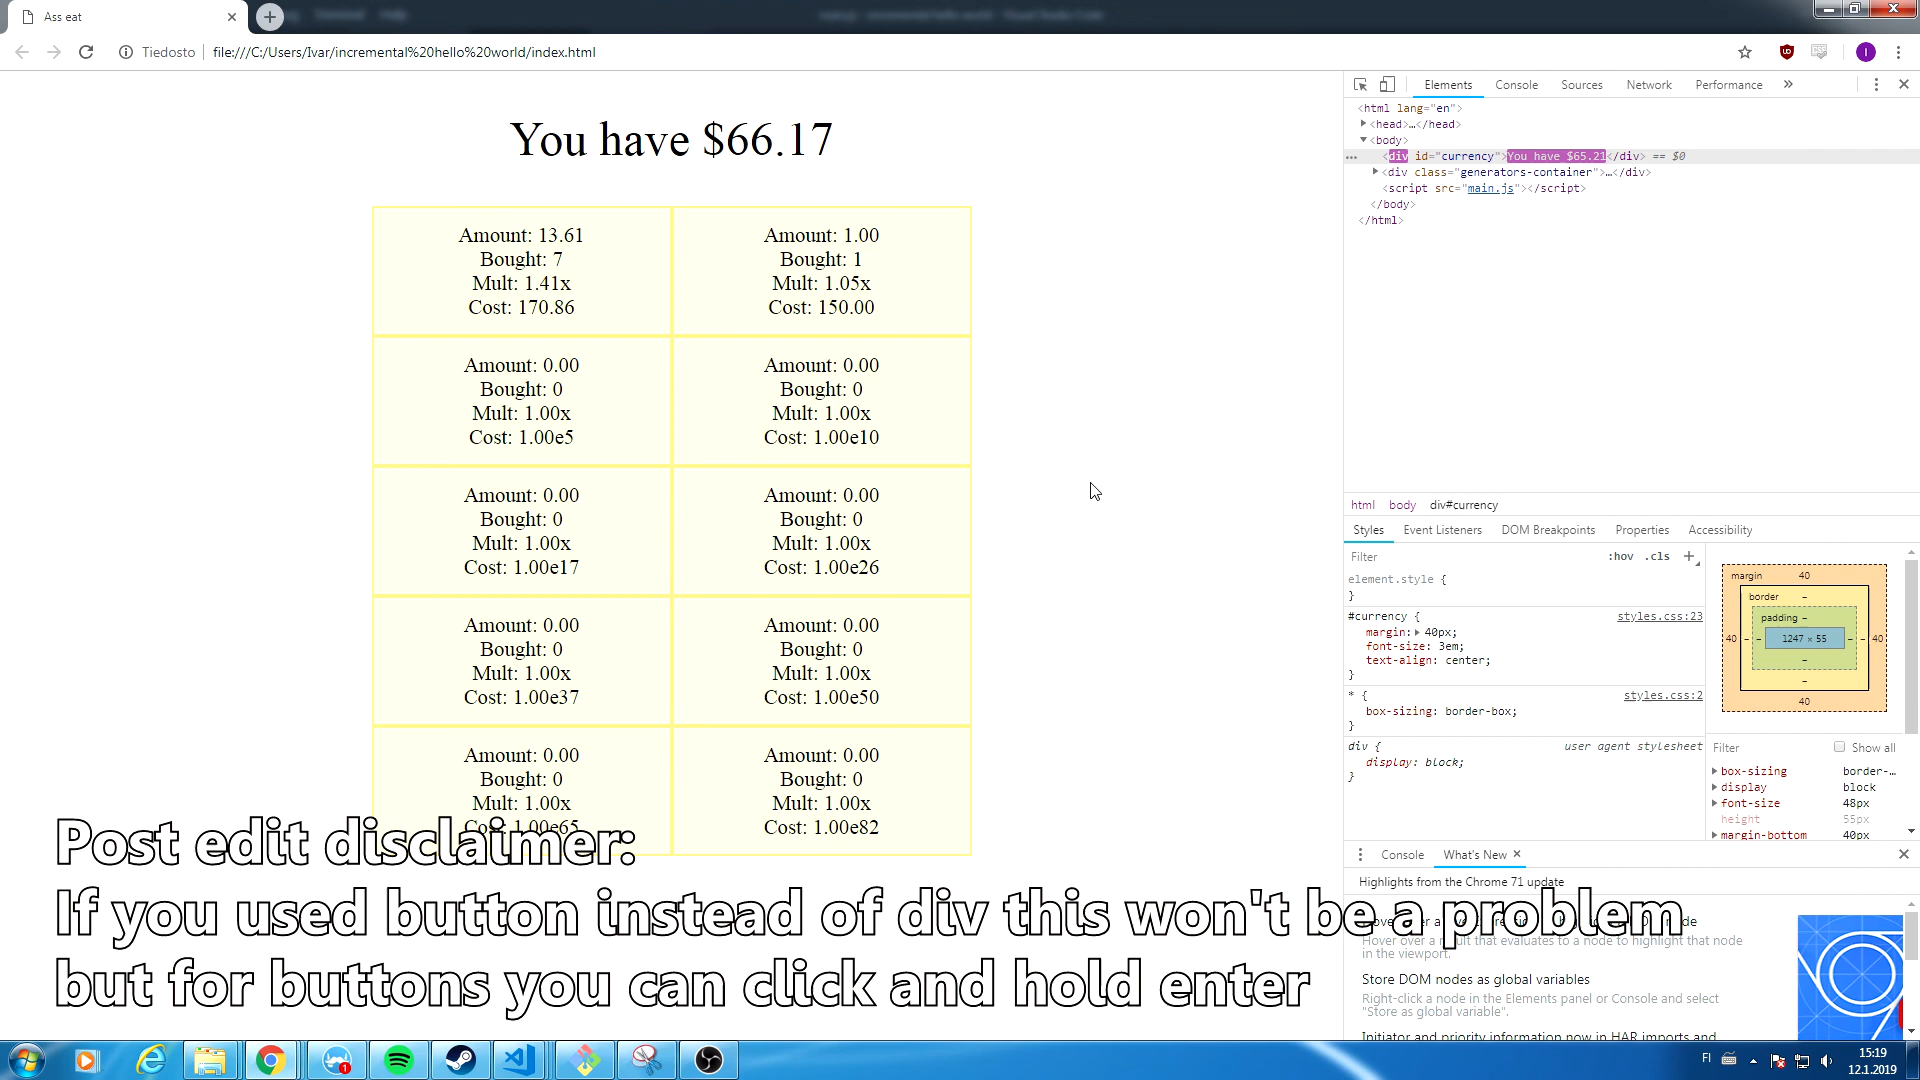 Ass eat
Tiedosto
file:///C:/Users/Ivar/incremental%20hello%20world/index.html
You have $66.17
Amount: 13.61
Bought: 7
Mult: 1.41x
Cost: 170.86
Amount: 1.00
Bought: 1
Mult: 1.05x
Cost: 150.00
Amount: 0.00
Bought: 0
Mult: 1.00x
Cost: 1.00e5
Amount: 0.00
Bought: 0
Mult: 1.00x
Cost: 1.00e10
Amount: 0.00
Bought: 0
Mult: 1.00x
Cost: 1.00e17
Amount: 0.00
Bought: 0
Mult: 1.00x
Cost: 1.00e26
Amount: 0.00
Bought: 0
Mult: 1.00x
Cost: 1.00e37
Amount: 0.00
Bought: 0
Mult: 1.00x
Cost: 1.00e50
Amount: 0.00
Bought: 0
Mult: 1.00x
Cost: 1.00e65
Amount: 0.00
Bought: 0
Mult: 1.00x
Cost: 1.00e82
Post edit disclaimer:
If you used button instead of div this won't be a problem
but for buttons you can click and hold enter
Elements Console Sources Network Performance »
<html lang="en">
<head>…</head>
<body>
<div id="currency">You have $65.21</div> == $0
<div class="generators-container">…</div>
<script src="main.js"></script>
</body>
</html>
html body div#currency
Styles Event Listeners DOM Breakpoints Properties Accessibility
Filter :hov .cls +
element.style {
}
#currency { styles.css:23
margin: 40px;
font-size: 3em;
text-align: center;
}
* { styles.css:2
box-sizing: border-box;
}
div { user agent stylesheet
display: block;
}
margin 40
border –
padding –
40 – – 1247 × 55 – – 40
–
–
40
Filter Show all
box-sizing border-…
display block
font-size 48px
height 55px
margin-bottom 40px
Console What's New
Highlights from the Chrome 71 update
Hover over a result that evaluates to a node to highlight that node
in the viewport.
Store DOM nodes as global variables
Right-click a node in the Elements panel or Console and select
"Store as global variable".
Initiator and priority information now in HAR imports and
FI
15:19
12.1.2019